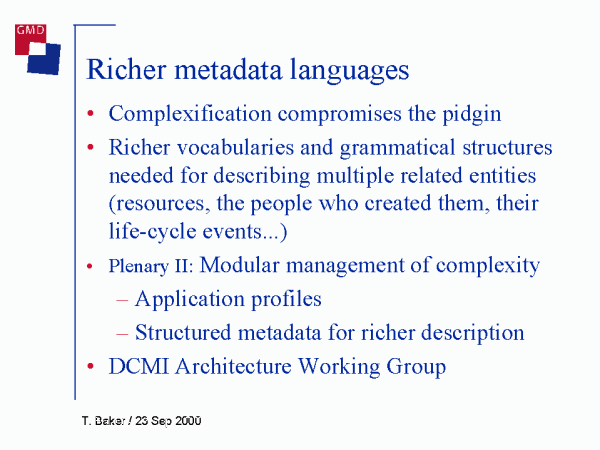 GMD
Richer metadata languages
• Complexification compromises the pidgin
• Richer vocabularies and grammatical structures
needed for describing multiple related entities
(resources, the people who created them, their
life-cycle events...)
• Plenary II: Modular management of complexity
– Application profiles
– Structured metadata for richer description
• DCMI Architecture Working Group
T. Baker / 23 Sep 2000